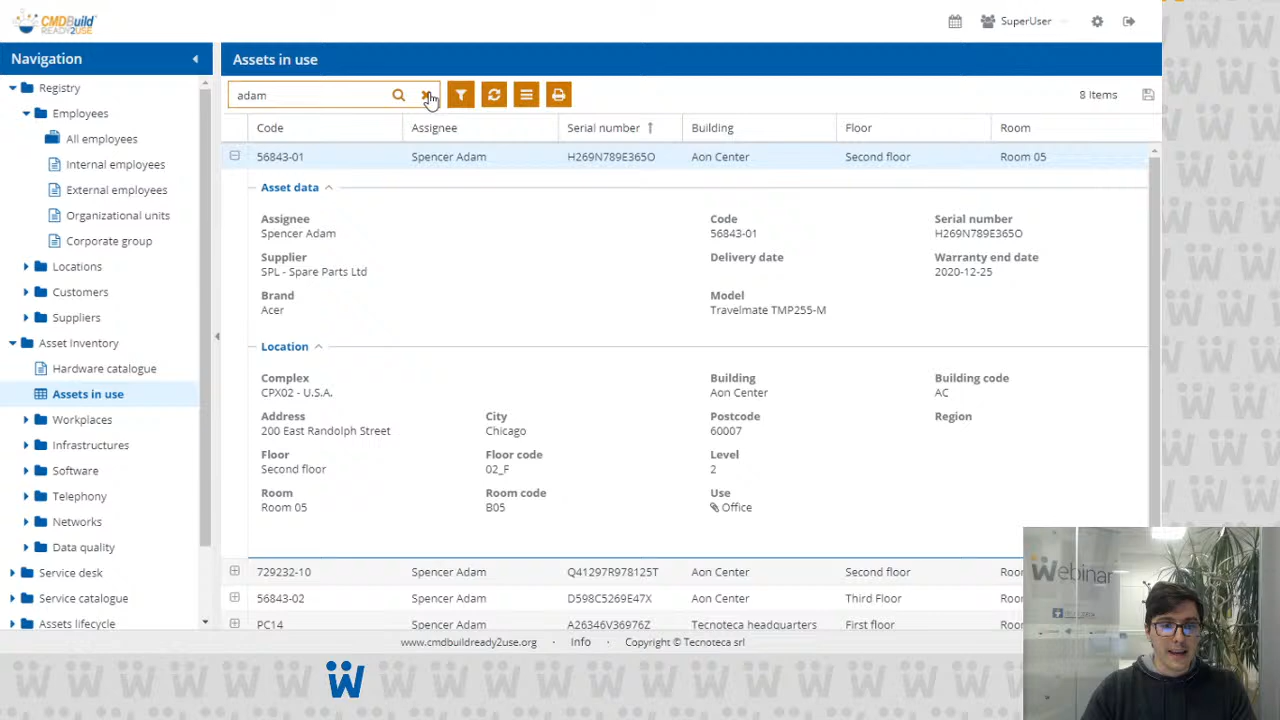 CMDBuild
READY2USE
SuperUser
Navigation
Assets in use
Registry
Employees
All employees
Internal employees
External employees
Organizational units
Corporate group
Locations
Customers
Suppliers
Asset Inventory
Hardware catalogue
Assets in use
Workplaces
Infrastructures
Software
Telephony
Networks
Data quality
Service desk
Service catalogue
Assets lifecycle
adam
8 Items
Code Assignee Serial number Building Floor Room
56843-01 Spencer Adam H269N789E365O Aon Center Second floor Room 05
Asset data
Assignee Code Serial number
Spencer Adam 56843-01 H269N789E365O
Supplier Delivery date Warranty end date
SPL - Spare Parts Ltd 2020-12-25
Brand Model
Acer Travelmate TMP255-M
Location
Complex Building Building code
CPX02 - U.S.A. Aon Center AC
Address City Postcode Region
200 East Randolph Street Chicago 60007
Floor Floor code Level
Second floor 02_F 2
Room Room code Use
Room 05 B05 Office
729232-10 Spencer Adam Q41297R978125T Aon Center Second floor Roo
56843-02 Spencer Adam D598C5269E47X Aon Center Third Floor Roo
PC14 Spencer Adam A26346V36976Z Tecnoteca headquarters First floor Roo
www.cmdbuildready2use.org · Info · Copyright © Tecnoteca srl
Webinar